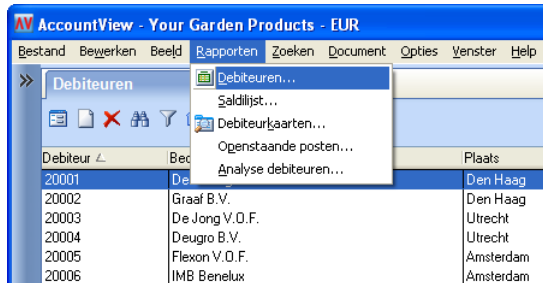 AccountView - Your Garden Products - EUR
Bestand Bewerken Beeld Rapporten Zoeken Document Opties Venster Help
Debiteuren
Debiteuren...
Saldilijst...
Debiteurkaarten...
Openstaande posten...
Analyse debiteuren...
Debiteur Plaats
20001 Den Haag
20002 Graaf B.V. Den Haag
20003 De Jong V.O.F. Utrecht
20004 Deugro B.V. Utrecht
20005 Flexon V.O.F. Amsterdam
20006 IMB Benelux Amsterdam